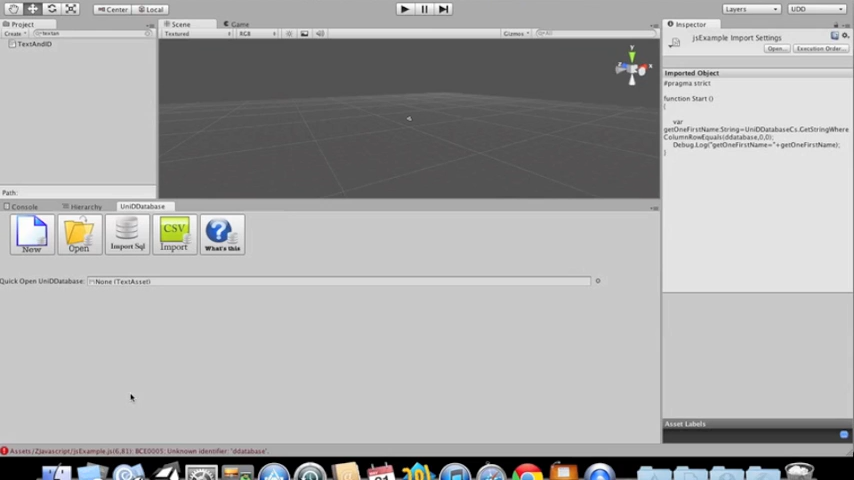 Center
Local
Layers
UDD
Project
Create
TextAndID
Path:
Scene
Game
Textured
RGB
Gizmos
y
x
z
Inspector
jsExample Import Settings
Open...
Execution Order...
Imported Object
#pragma strict
function Start ()
{
var
getOneFirstName:String=UniDDatabaseCs.GetStringWhere
ColumnRowEquals(ddatabase,0,0);
Debug.Log("getOneFirstName="+getOneFirstName);
}
Console
Hierarchy
UniDDatabase
New
Open
Import Sql
CSV
Import
What's this
Quick Open UniDDatabase:
None (TextAsset)
Asset Labels
Assets/ZJavascript/jsExample.js(6,81): BCE0005: Unknown identifier: 'ddatabase'.